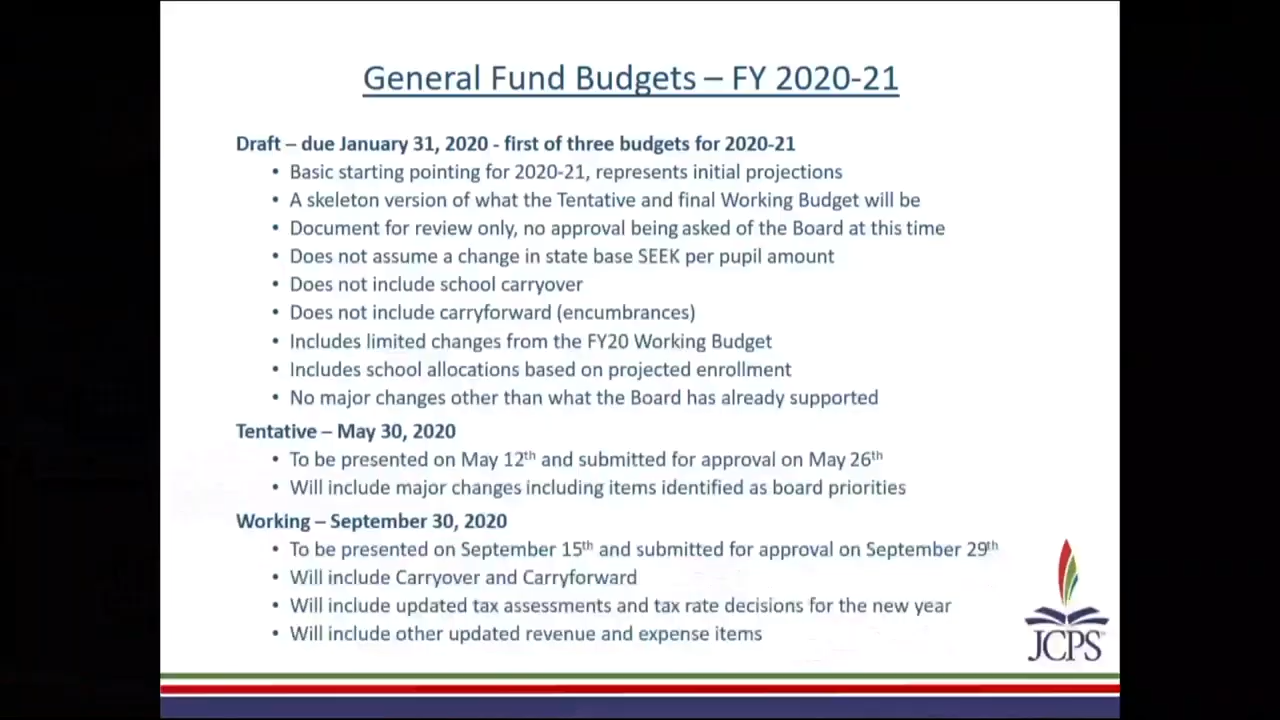 General Fund Budgets – FY 2020-21
Draft – due January 31, 2020 - first of three budgets for 2020-21
• Basic starting pointing for 2020-21, represents initial projections
• A skeleton version of what the Tentative and final Working Budget will be
• Document for review only, no approval being asked of the Board at this time
• Does not assume a change in state base SEEK per pupil amount
• Does not include school carryover
• Does not include carryforward (encumbrances)
• Includes limited changes from the FY20 Working Budget
• Includes school allocations based on projected enrollment
• No major changes other than what the Board has already supported
Tentative – May 30, 2020
• To be presented on May 12th and submitted for approval on May 26th
• Will include major changes including items identified as board priorities
Working – September 30, 2020
• To be presented on September 15th and submitted for approval on September 29th
• Will include Carryover and Carryforward
• Will include updated tax assessments and tax rate decisions for the new year
• Will include other updated revenue and expense items
JCPS